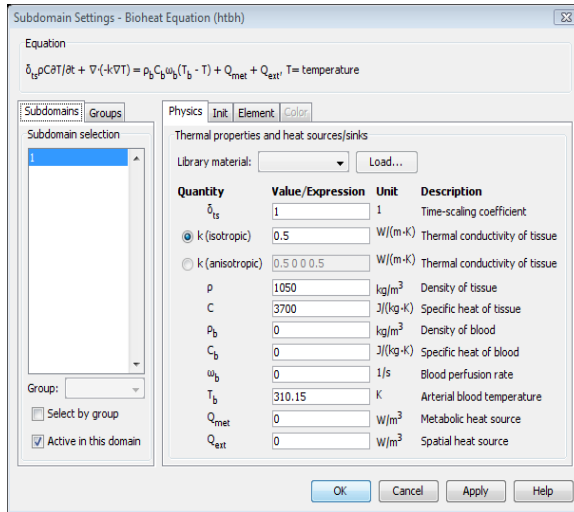 Subdomain Settings - Bioheat Equation (htbh)
Equation
δtsρC∂T/∂t + ∇·(-k∇T) = ρbCbωb(Tb - T) + Qmet + Qext, T= temperature
Subdomains Groups
Subdomain selection
1
Group:
Select by group
Active in this domain
Physics Init Element Color
Thermal properties and heat sources/sinks
Library material: Load...
Quantity Value/Expression Unit Description
δts 1 1 Time-scaling coefficient
k (isotropic) 0.5 W/(m·K) Thermal conductivity of tissue
k (anisotropic) 0.5 0 0 0.5 W/(m·K) Thermal conductivity of tissue
ρ 1050 kg/m³ Density of tissue
C 3700 J/(kg·K) Specific heat of tissue
ρb 0 kg/m³ Density of blood
Cb 0 J/(kg·K) Specific heat of blood
ωb 0 1/s Blood perfusion rate
Tb 310.15 K Arterial blood temperature
Qmet 0 W/m³ Metabolic heat source
Qext 0 W/m³ Spatial heat source
OK Cancel Apply Help